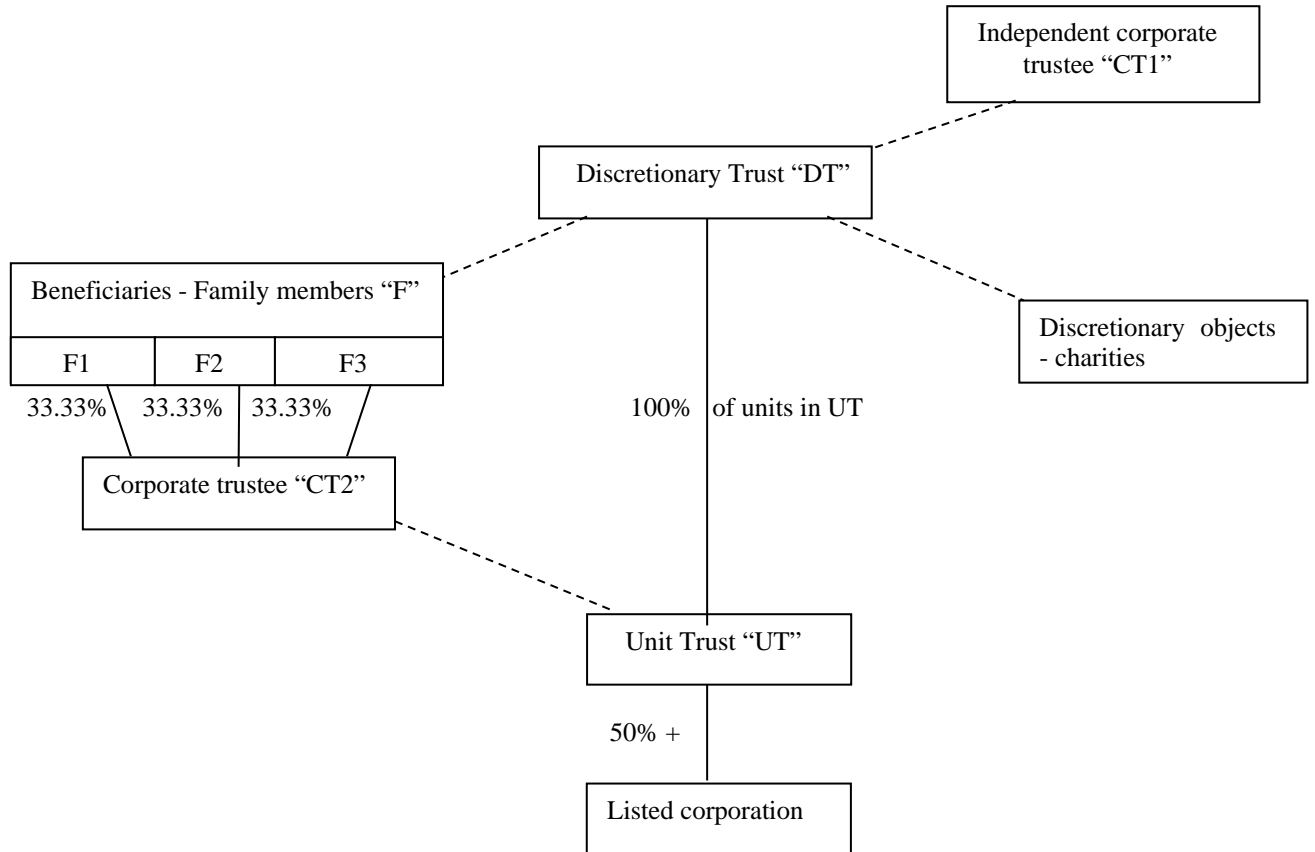 Independent corporate
trustee “CT1”
Discretionary Trust “DT”
Beneficiaries - Family members “F”
F1 F2 F3
Discretionary objects
- charities
33.33% 33.33% 33.33%
100% of units in UT
Corporate trustee “CT2”
Unit Trust “UT”
50% +
Listed corporation